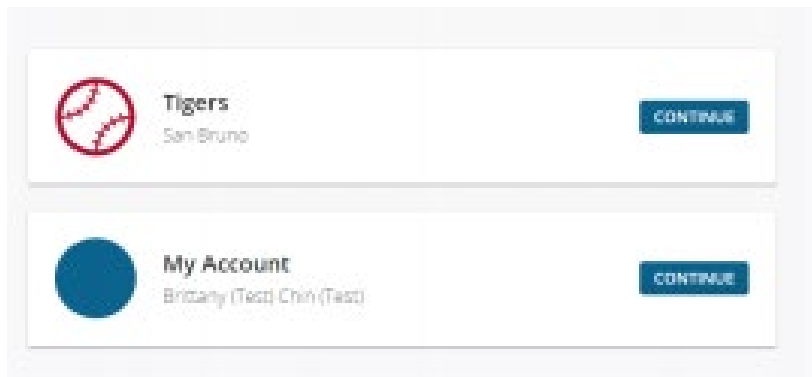 Tigers
San Bruno
CONTINUE
My Account
Brittany (Test) Chin (Test)
CONTINUE